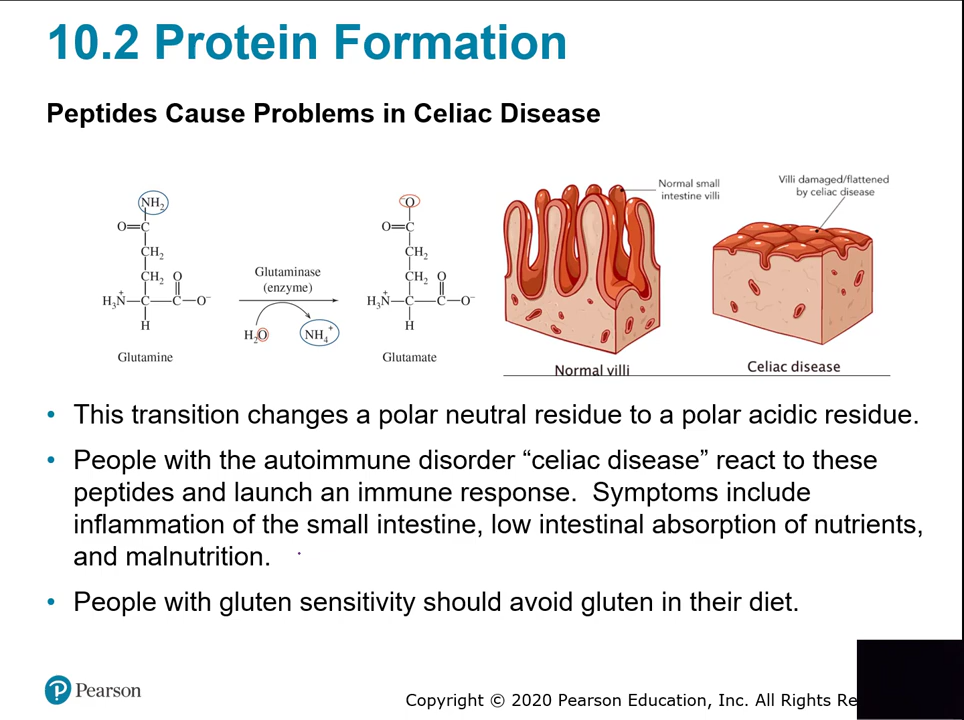 10.2 Protein Formation
Peptides Cause Problems in Celiac Disease
NH2
O=C
CH2
CH2 O
H3N+—C—C—O−
H
Glutamine
Glutaminase
(enzyme)
H2O
NH4+
−O
O=C
CH2
CH2 O
H3N+—C—C—O−
H
Glutamate
Normal small
intestine villi
Normal villi
Villi damaged/flattened
by celiac disease
Celiac disease
• This transition changes a polar neutral residue to a polar acidic residue.
• People with the autoimmune disorder “celiac disease” react to these
peptides and launch an immune response.  Symptoms include
inflammation of the small intestine, low intestinal absorption of nutrients,
and malnutrition.
• People with gluten sensitivity should avoid gluten in their diet.
P Pearson
Copyright © 2020 Pearson Education, Inc. All Rights Re